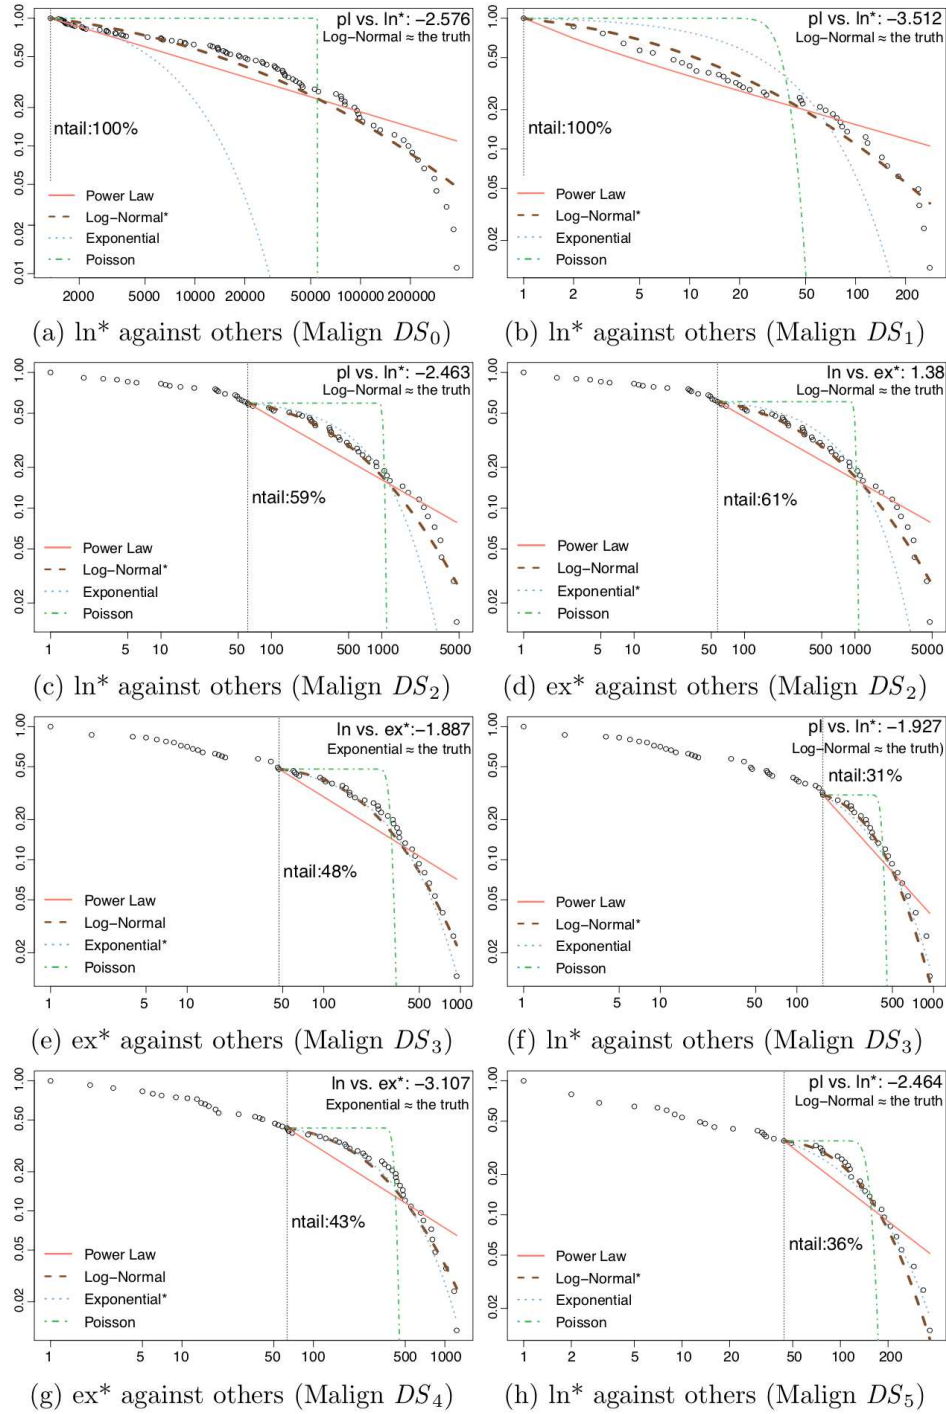 pl vs. ln*: −2.576
Log−Normal ≈ the truth
1.00
0.50
0.20
0.10
0.05
0.02
0.01
ntail:100%
Power Law
Log−Normal*
Exponential
Poisson
2000 5000 10000 20000 50000 100000 200000
(a) ln* against others (Malign DS0)
pl vs. ln*: −3.512
Log−Normal ≈ the truth
1.00
0.50
0.20
0.10
0.05
0.02
ntail:100%
Power Law
Log−Normal*
Exponential
Poisson
1 2 5 10 20 50 100 200
(b) ln* against others (Malign DS1)
pl vs. ln*: −2.463
Log−Normal ≈ the truth
1.00
0.50
0.20
0.10
0.05
0.02
ntail:59%
Power Law
Log−Normal*
Exponential
Poisson
1 5 10 50 100 500 1000 5000
(c) ln* against others (Malign DS2)
ln vs. ex*: 1.38
Log−Normal ≈ the truth
1.00
0.50
0.20
0.10
0.05
0.02
ntail:61%
Power Law
Log−Normal
Exponential*
Poisson
1 5 10 50 100 500 1000 5000
(d) ex* against others (Malign DS2)
ln vs. ex*:−1.887
Exponential ≈ the truth
1.00
0.50
0.20
0.10
0.05
0.02
ntail:48%
Power Law
Log−Normal
Exponential*
Poisson
1 5 10 50 100 500 1000
(e) ex* against others (Malign DS3)
pl vs. ln*: −1.927
Log−Normal ≈ the truth)
1.00
0.50
0.20
0.10
0.05
0.02
ntail:31%
Power Law
Log−Normal*
Exponential
Poisson
1 5 10 50 100 500 1000
(f) ln* against others (Malign DS3)
ln vs. ex*: −3.107
Exponential ≈ the truth
1.00
0.50
0.20
0.10
0.05
0.02
ntail:43%
Power Law
Log−Normal
Exponential*
Poisson
1 5 10 50 100 500 1000
(g) ex* against others (Malign DS4)
pl vs. ln*: −2.464
Log−Normal ≈ the truth
1.00
0.50
0.20
0.10
0.05
0.02
ntail:36%
Power Law
Log−Normal*
Exponential
Poisson
1 2 5 10 20 50 100 200
(h) ln* against others (Malign DS5)